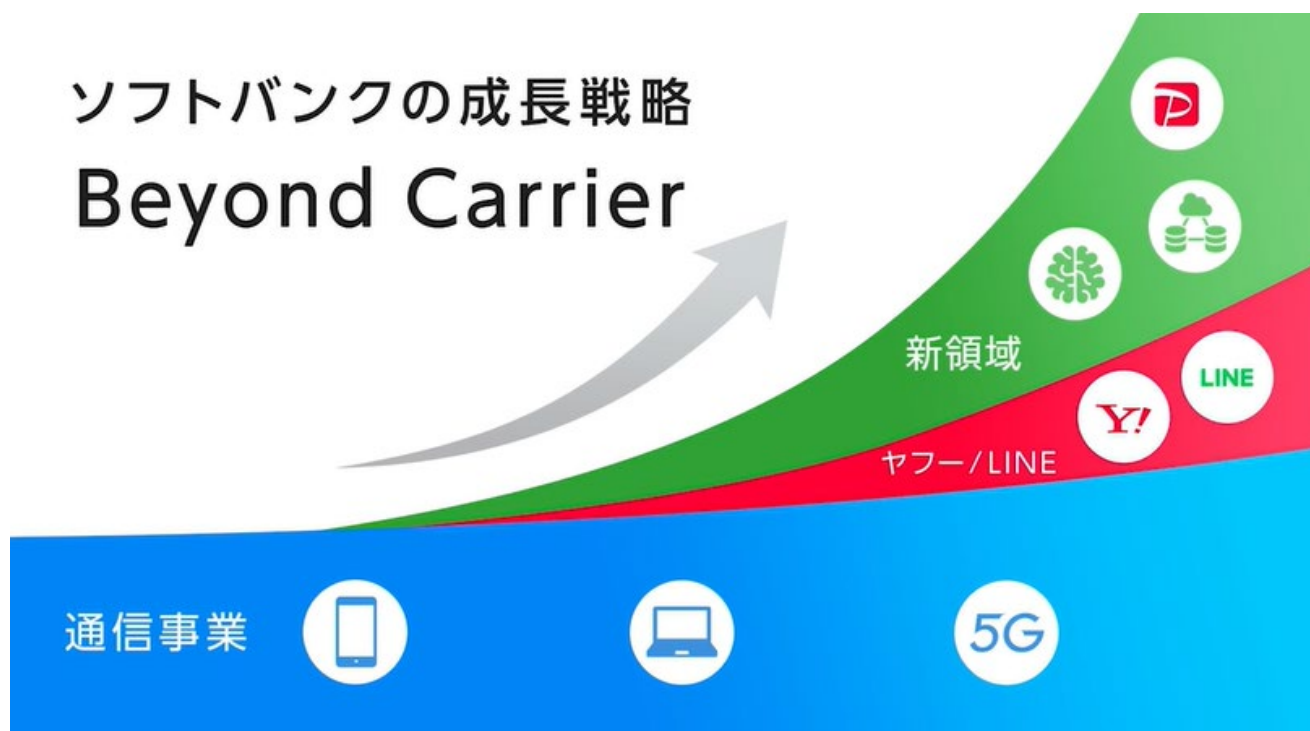 ソフトバンクの成長戦略
Beyond Carrier
P
新領域
LINE
Y!
ヤフー/LINE
通信事業
5G